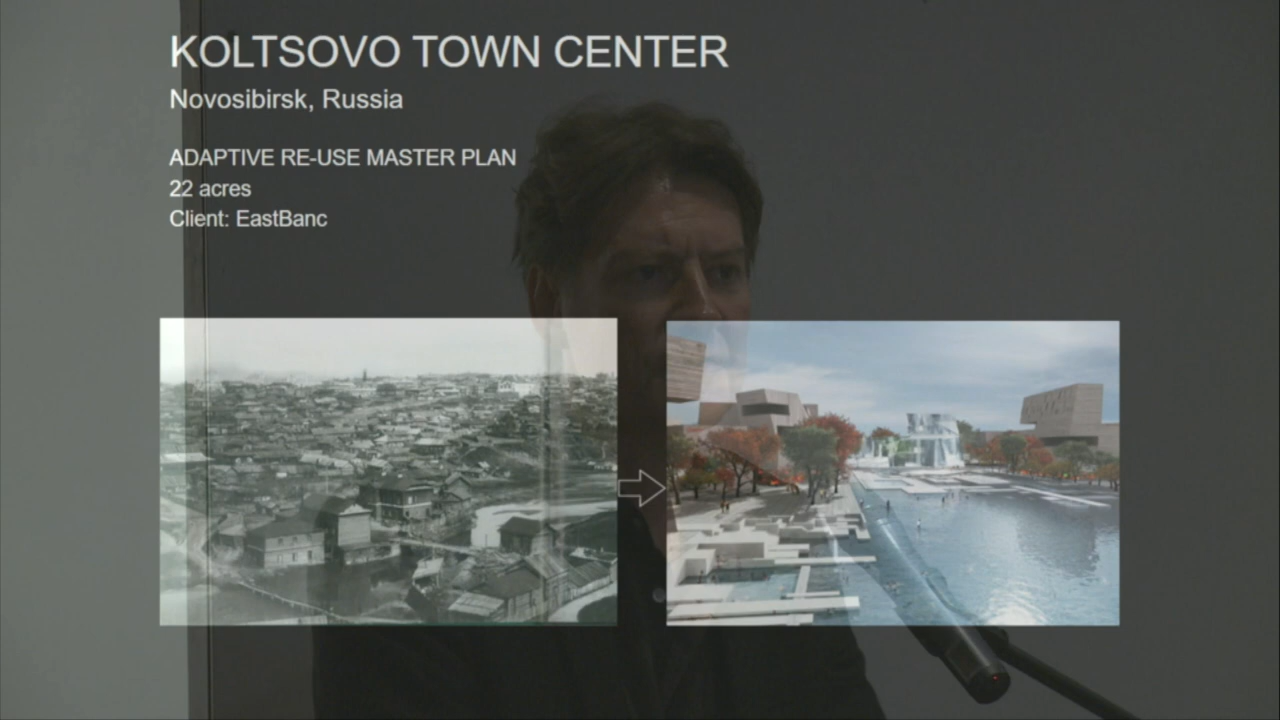 KOLTSOVO TOWN CENTER
Novosibirsk, Russia
ADAPTIVE RE-USE MASTER PLAN
22 acres
Client: EastBanc